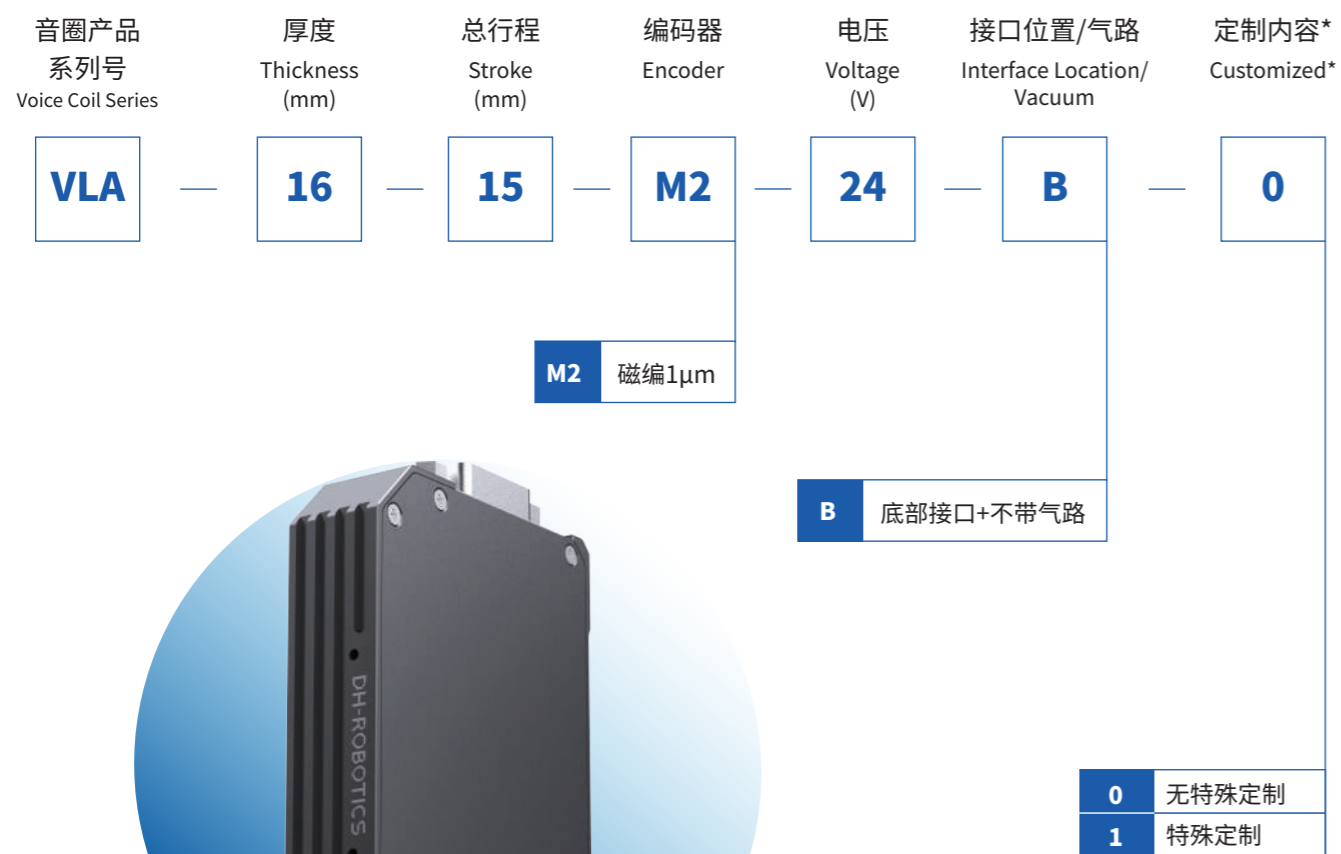 音圈产品
系列号
Voice Coil Series
厚度
Thickness
(mm)
总行程
Stroke
(mm)
编码器
Encoder
电压
Voltage
(V)
接口位置/气路
Interface Location/
Vacuum
定制内容*
Customized*
VLA — 16 — 15 — M2 — 24 — B — 0
M2 磁编1μm
B 底部接口+不带气路
DH-ROBOTICS
0 无特殊定制
1 特殊定制